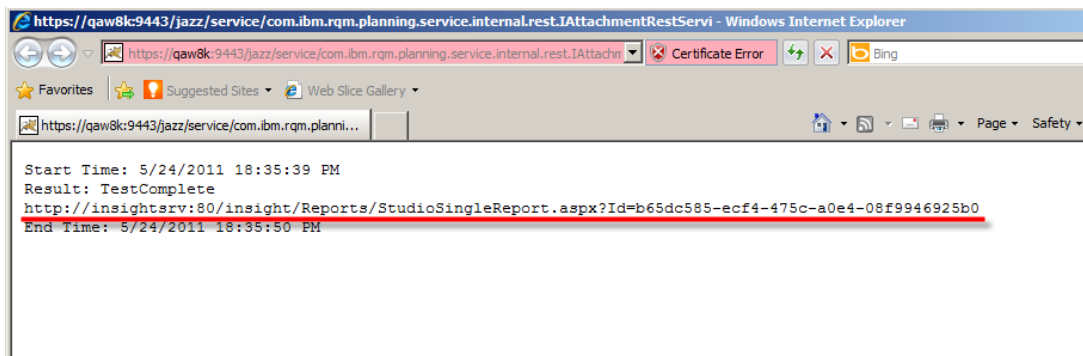 https://qaw8k:9443/jazz/service/com.ibm.rqm.planning.service.internal.rest.IAttachmentRestServi - Windows Internet Explorer
https://qaw8k:9443/jazz/service/com.ibm.rqm.planning.service.internal.rest.IAttachm Certificate Error Bing
Favorites Suggested Sites Web Slice Gallery
https://qaw8k:9443/jazz/service/com.ibm.rqm.planni... Page Safety
Start Time: 5/24/2011 18:35:39 PM
Result: TestComplete
http://insightsrv:80/insight/Reports/StudioSingleReport.aspx?Id=b65dc585-ecf4-475c-a0e4-08f9946925b0
End Time: 5/24/2011 18:35:50 PM